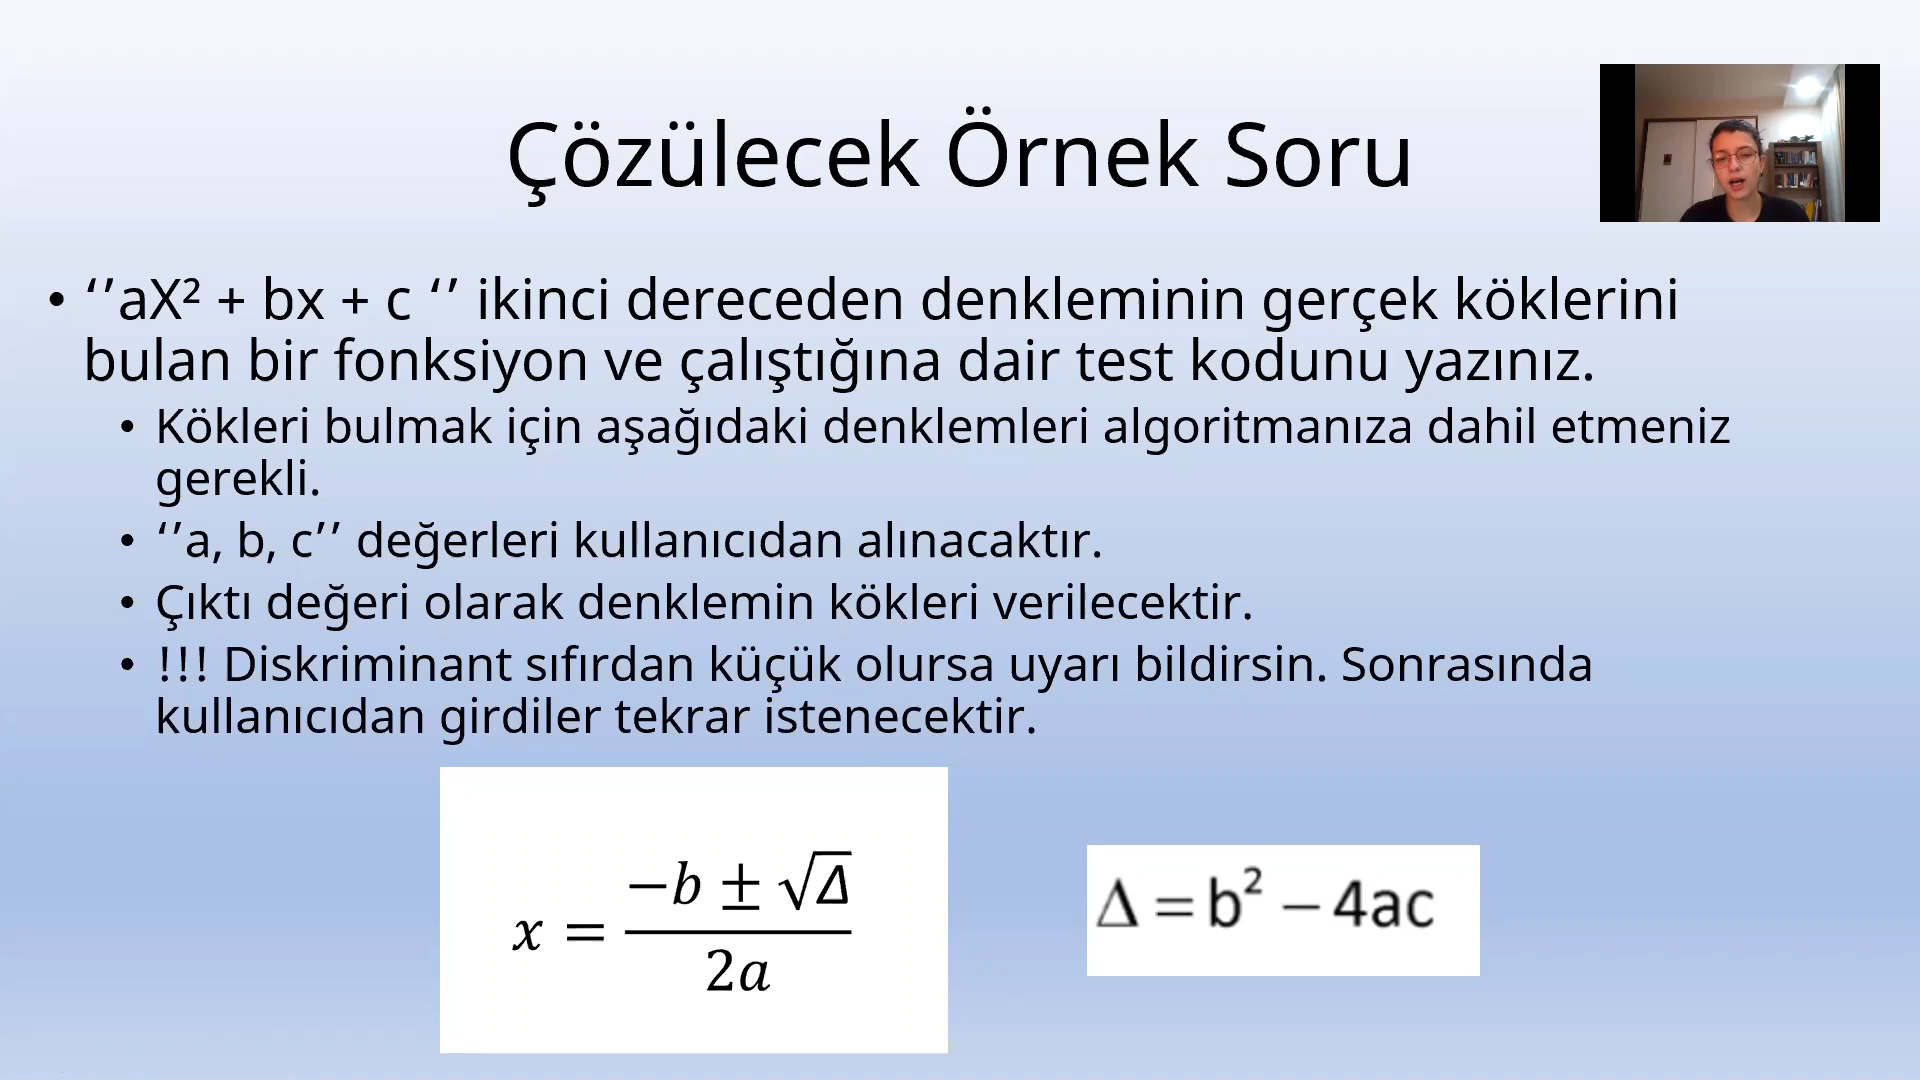 Çözülecek Örnek Soru
• ‘’aX² + bx + c ‘’ ikinci dereceden denkleminin gerçek köklerini
bulan bir fonksiyon ve çalıştığına dair test kodunu yazınız.
• Kökleri bulmak için aşağıdaki denklemleri algoritmanıza dahil etmeniz
gerekli.
• ‘’a, b, c’’ değerleri kullanıcıdan alınacaktır.
• Çıktı değeri olarak denklemin kökleri verilecektir.
• !!! Diskriminant sıfırdan küçük olursa uyarı bildirsin. Sonrasında
kullanıcıdan girdiler tekrar istenecektir.
x = (−b ± √Δ) / 2a
Δ = b² − 4ac